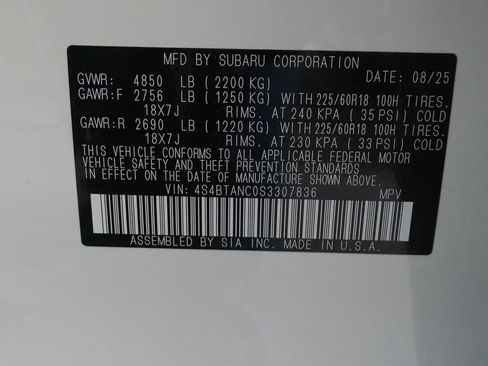 MFD BY SUBARU CORPORATION
GVWR: 4850 LB (2200 KG) DATE: 08/25
GAWR:F 2756 LB (1250 KG) WITH 225/60R18 100H TIRES.
18X7J RIMS. AT 240 KPA (35 PSI) COLD
GAWR:R 2690 LB (1220 KG) WITH 225/60R18 100H TIRES.
18X7J RIMS. AT 230 KPA (33 PSI) COLD
THIS VEHICLE CONFORMS TO ALL APPLICABLE FEDERAL MOTOR
VEHICLE SAFETY AND THEFT PREVENTION STANDARDS IN EFFECT ON THE
DATE OF MANUFACTURE SHOWN ABOVE.
VIN: 4S4BTANC0S3307836 MPV
ASSEMBLED BY SIA INC. MADE IN U.S.A.